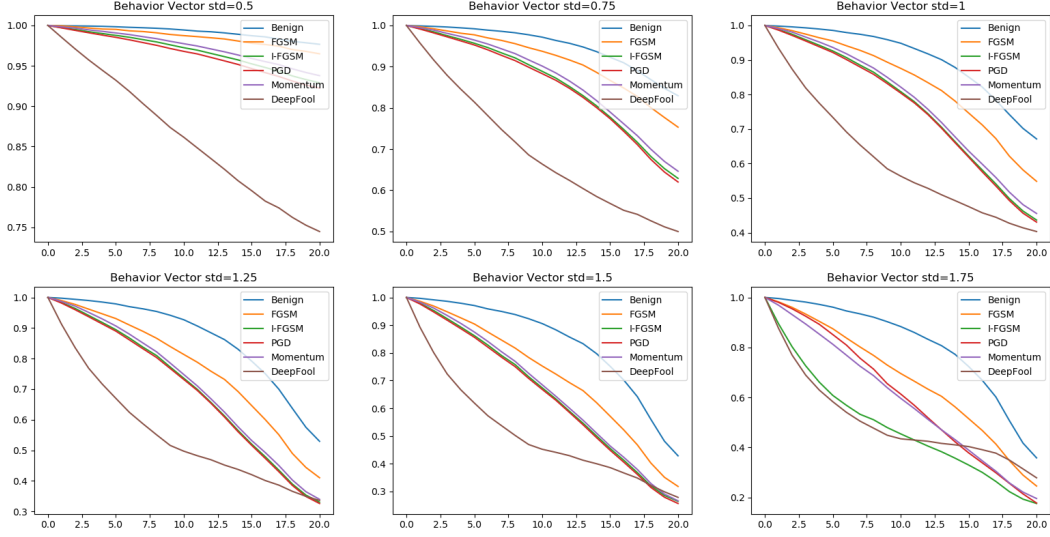 Behavior Vector std=0.5
1.00
0.95
0.90
0.85
0.80
0.75
0.0 2.5 5.0 7.5 10.0 12.5 15.0 17.5 20.0
Benign
FGSM
I-FGSM
PGD
Momentum
DeepFool
Behavior Vector std=0.75
1.0
0.9
0.8
0.7
0.6
0.5
0.0 2.5 5.0 7.5 10.0 12.5 15.0 17.5 20.0
Benign
FGSM
I-FGSM
PGD
Momentum
DeepFool
Behavior Vector std=1
1.0
0.9
0.8
0.7
0.6
0.5
0.4
0.0 2.5 5.0 7.5 10.0 12.5 15.0 17.5 20.0
Benign
FGSM
I-FGSM
PGD
Momentum
DeepFool
Behavior Vector std=1.25
1.0
0.9
0.8
0.7
0.6
0.5
0.4
0.3
0.0 2.5 5.0 7.5 10.0 12.5 15.0 17.5 20.0
Benign
FGSM
I-FGSM
PGD
Momentum
DeepFool
Behavior Vector std=1.5
1.0
0.9
0.8
0.7
0.6
0.5
0.4
0.3
0.0 2.5 5.0 7.5 10.0 12.5 15.0 17.5 20.0
Benign
FGSM
I-FGSM
PGD
Momentum
DeepFool
Behavior Vector std=1.75
1.0
0.8
0.6
0.4
0.2
0.0 2.5 5.0 7.5 10.0 12.5 15.0 17.5 20.0
Benign
FGSM
I-FGSM
PGD
Momentum
DeepFool